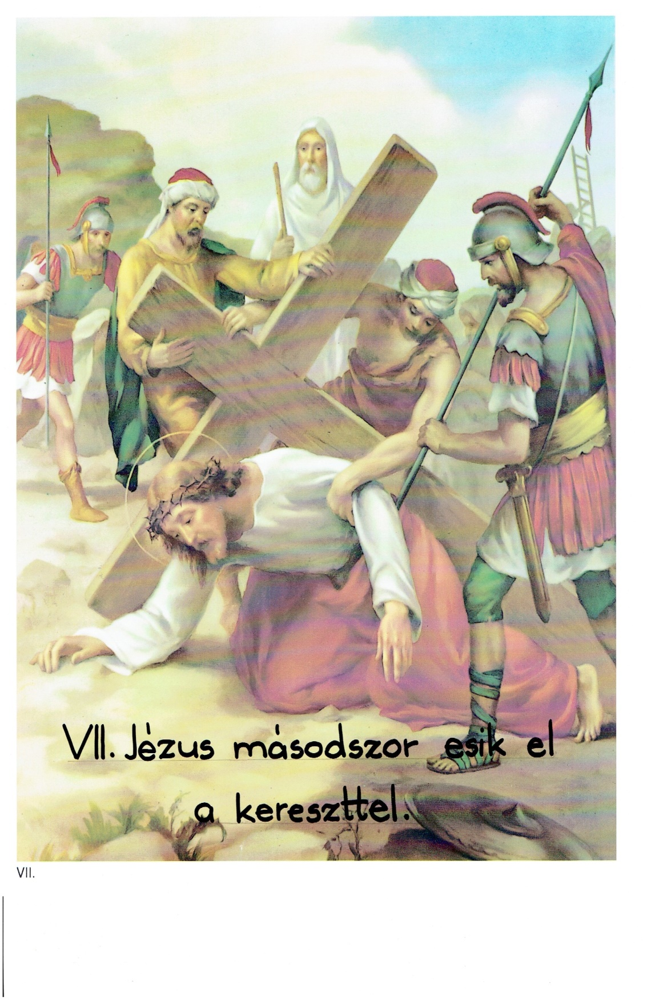 VII. Jézus másodszor esik el
a kereszttel.
VII.